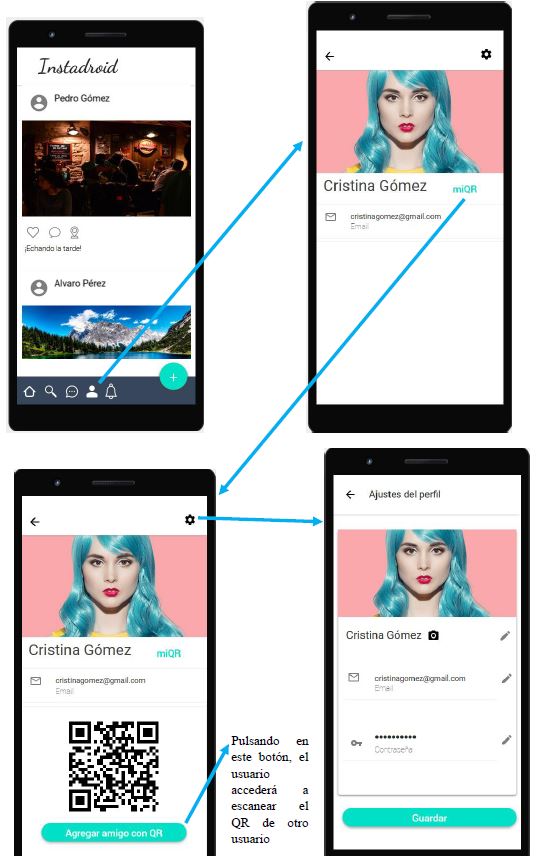 Instadroid
Pedro Gómez
¡Echando la tarde!
Alvaro Pérez
+
Cristina Gómez
miQR
cristinagomez@gmail.com
Email
Cristina Gómez
miQR
cristinagomez@gmail.com
Email
Agregar amigo con QR
Pulsando en
este botón, el
usuario
accederá a
escanear el
QR de otro
usuario
Ajustes del perfil
Cristina Gómez
cristinagomez@gmail.com
Email
••••••••••
Contraseña
Guardar